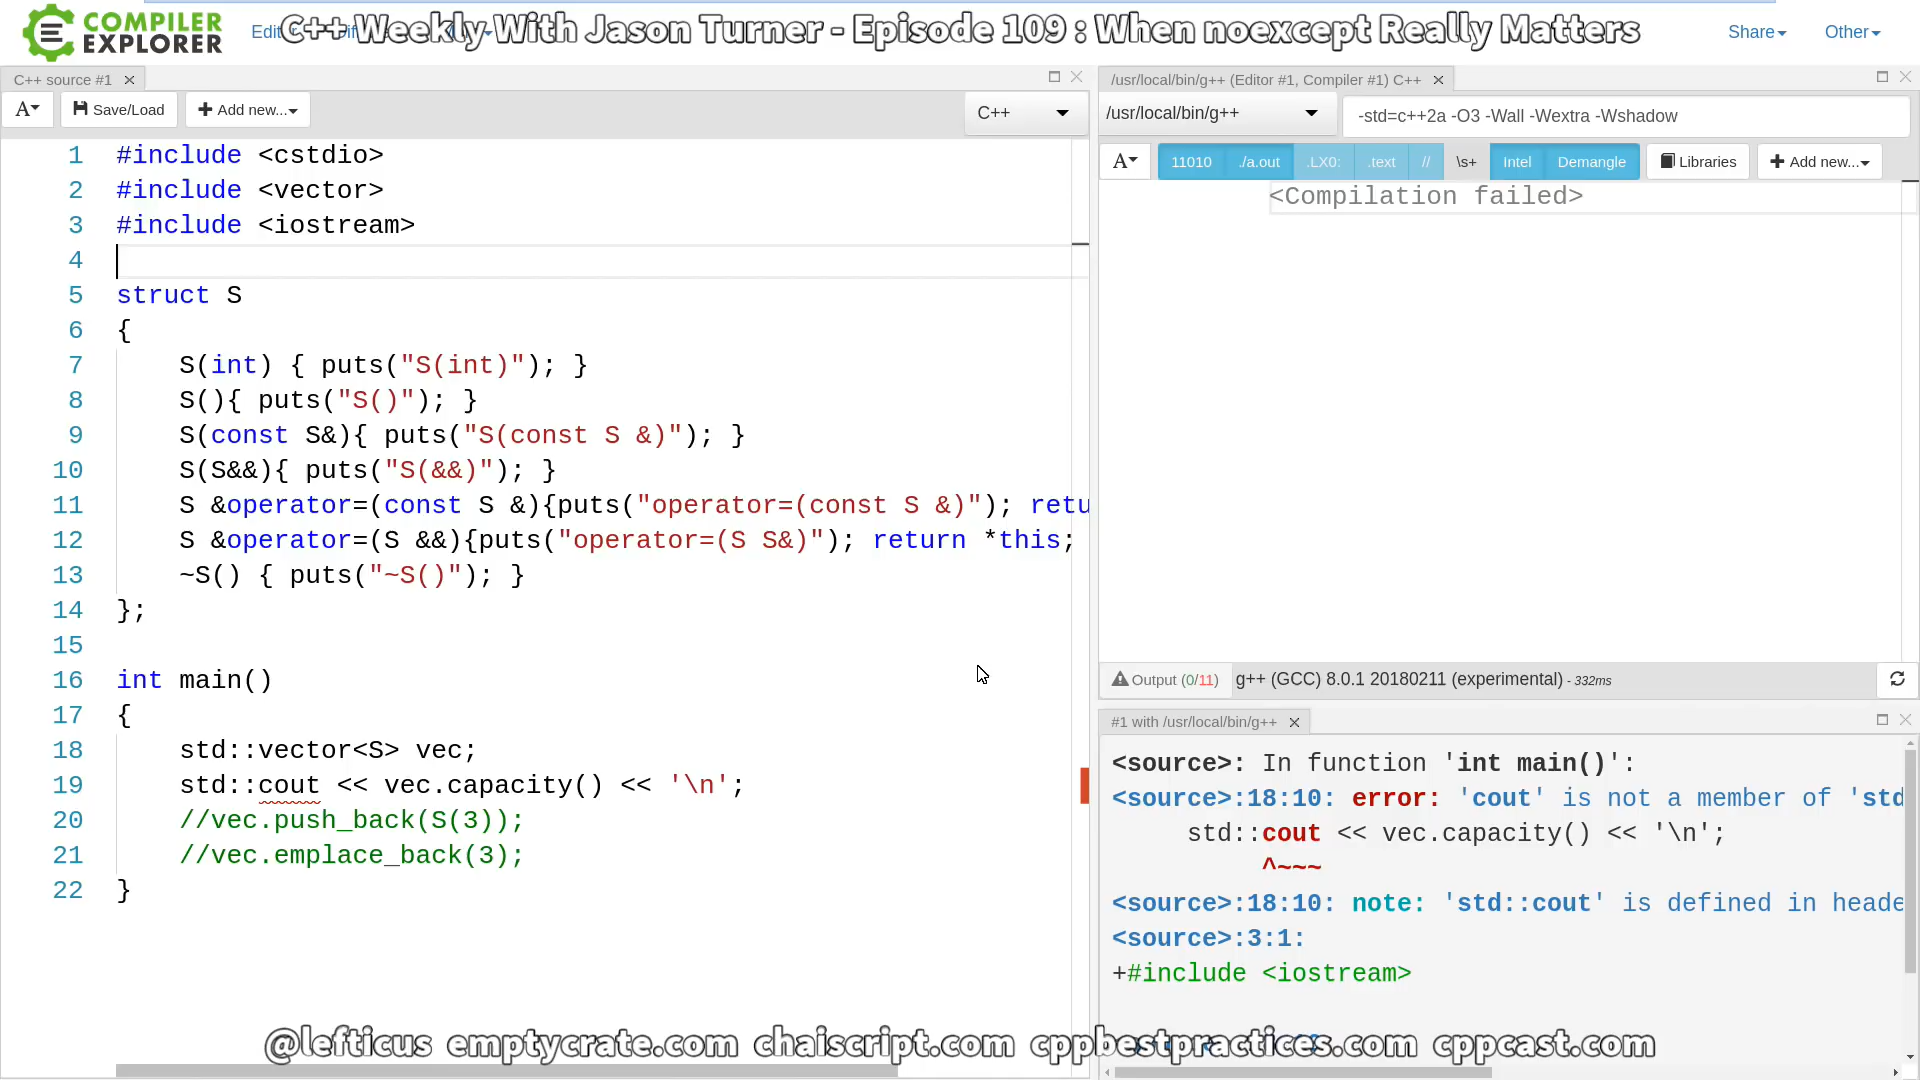 COMPILER
EXPLORER
C++ Weekly With Jason Turner - Episode 109 : When noexcept Really Matters
Share
Other
C++ source #1
/usr/local/bin/g++ (Editor #1, Compiler #1) C++
A
Save/Load
Add new...
C++
/usr/local/bin/g++
-std=c++2a -O3 -Wall -Wextra -Wshadow
A
11010
./a.out
.LX0:
.text
//
\s+
Intel
Demangle
Libraries
Add new...
<Compilation failed>
1 #include <cstdio>
2 #include <vector>
3 #include <iostream>
4
5 struct S
6 {
7 S(int) { puts("S(int)"); }
8 S(){ puts("S()"); }
9 S(const S&){ puts("S(const S &)"); }
10 S(S&&){ puts("S(&&)"); }
11 S &operator=(const S &){puts("operator=(const S &)"); retu
12 S &operator=(S &&){puts("operator=(S S&)"); return *this;
13 ~S() { puts("~S()"); }
14 };
15
16 int main()
17 {
18 std::vector<S> vec;
19 std::cout << vec.capacity() << '\n';
20 //vec.push_back(S(3));
21 //vec.emplace_back(3);
22 }
Output (0/11) g++ (GCC) 8.0.1 20180211 (experimental) - 332ms
#1 with /usr/local/bin/g++
<source>: In function 'int main()':
<source>:18:10: error: 'cout' is not a member of 'std
std::cout << vec.capacity() << '\n';
^~~~
<source>:18:10: note: 'std::cout' is defined in heade
<source>:3:1:
+#include <iostream>
@lefticus emptycrate.com chaiscript.com cppbestpractices.com cppcast.com